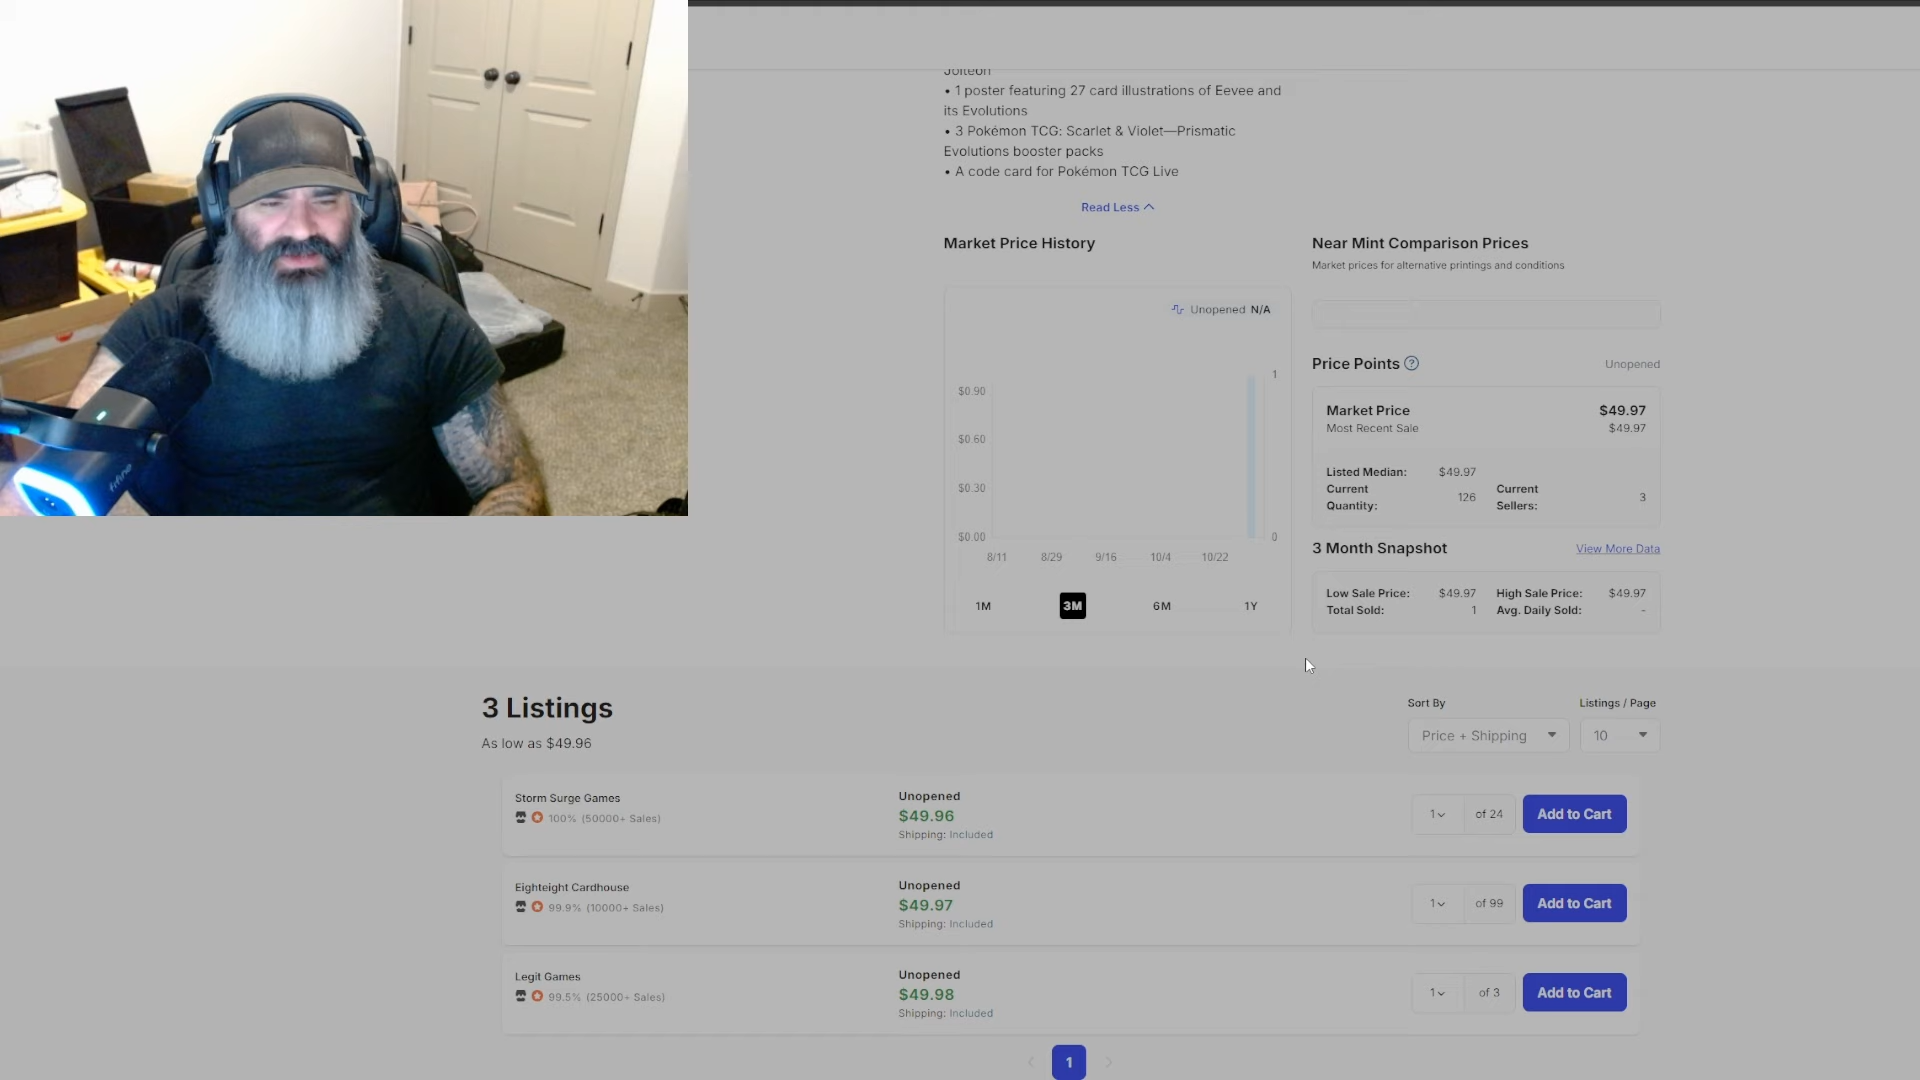 Jolteon
• 1 poster featuring 27 card illustrations of Eevee and
its Evolutions
• 3 Pokémon TCG: Scarlet & Violet—Prismatic
Evolutions booster packs
• A code card for Pokémon TCG Live
Read Less
Market Price History
Unopened N/A
1
$0.90
$0.60
$0.30
$0.00
0
8/11 8/29 9/16 10/4 10/22
1M 3M 6M 1Y
Near Mint Comparison Prices
Market prices for alternative printings and conditions
Price Points ? Unopened
Market Price $49.97
Most Recent Sale $49.97
Listed Median: $49.97
Current Quantity: 126 Current Sellers: 3
3 Month Snapshot View More Data
Low Sale Price: $49.97 High Sale Price: $49.97
Total Sold: 1 Avg. Daily Sold: -
3 Listings
As low as $49.96
Sort By Listings / Page
Price + Shipping 10
Storm Surge Games
100% (50000+ Sales)
Unopened
$49.96
Shipping: Included
1 of 24 Add to Cart
Eighteight Cardhouse
99.9% (10000+ Sales)
Unopened
$49.97
Shipping: Included
1 of 99 Add to Cart
Legit Games
99.5% (25000+ Sales)
Unopened
$49.98
Shipping: Included
1 of 3 Add to Cart
1
fifine